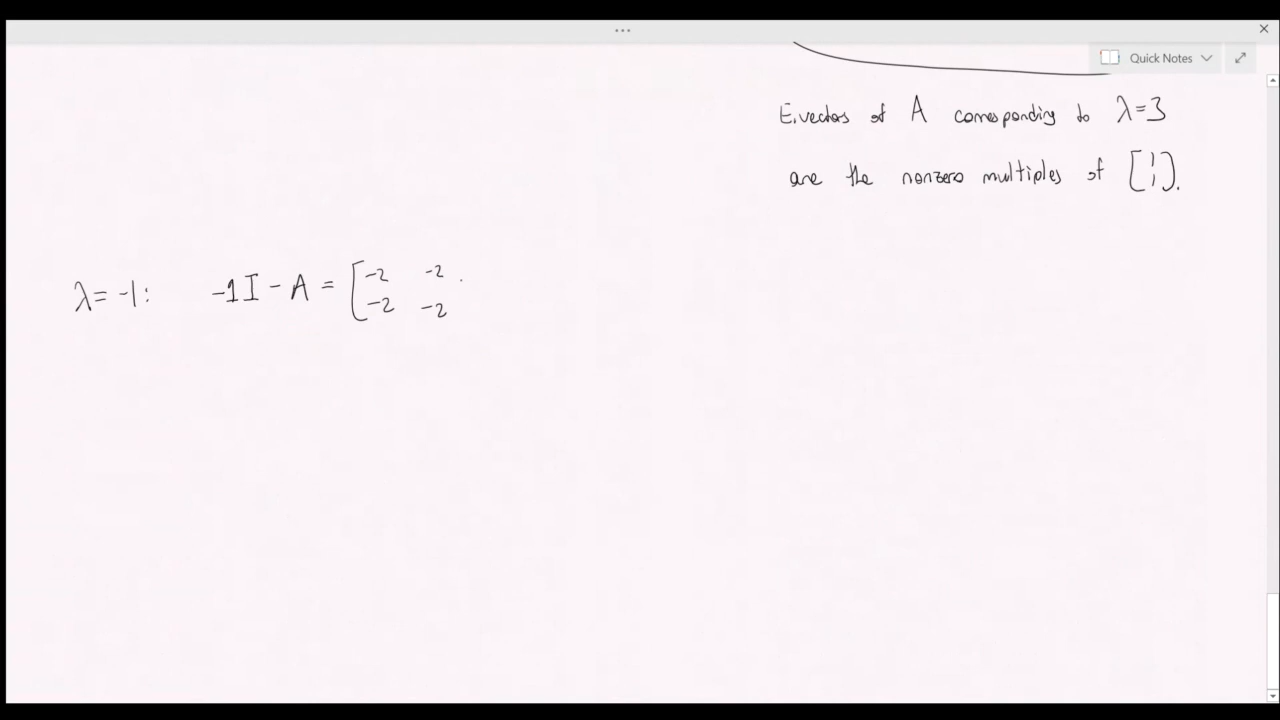 Quick Notes
Eivectors of A corresponding to λ=3
are the nonzero multiples of [1 1].
λ = -1: -1I - A = [-2 -2
-2 -2